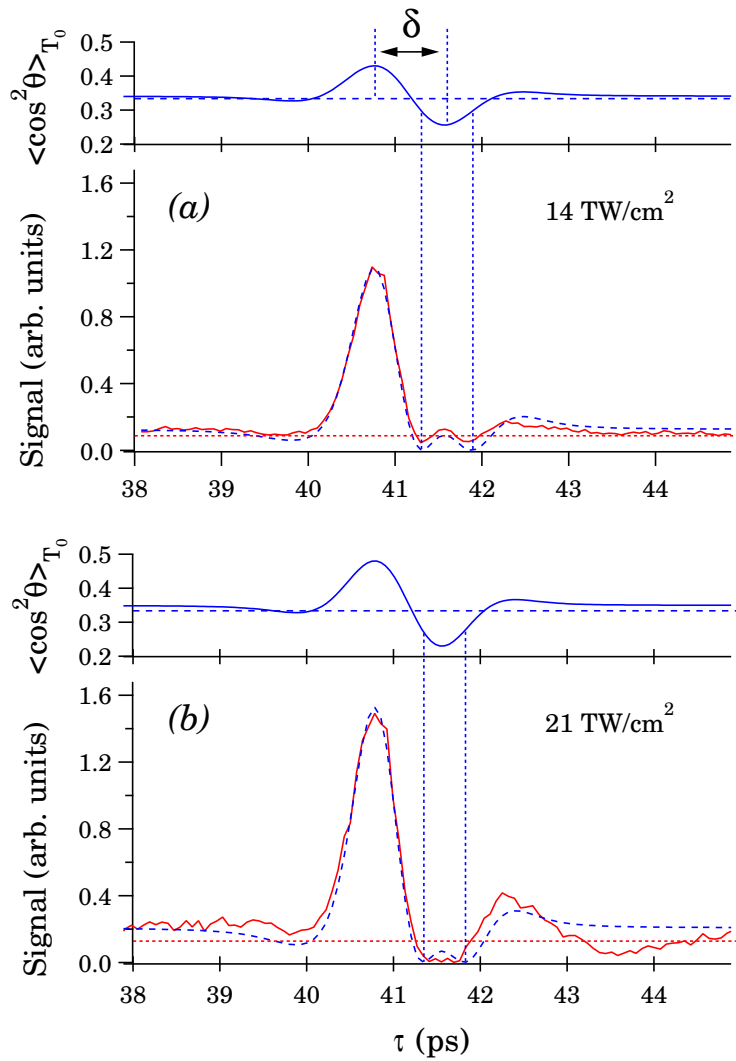 δ
<cos²θ>T₀
0.5
0.4
0.3
0.2
Signal (arb. units)
1.6
1.2
0.8
0.4
0.0
(a)
14 TW/cm²
38 39 40 41 42 43 44
<cos²θ>T₀
0.5
0.4
0.3
0.2
Signal (arb. units)
1.6
1.2
0.8
0.4
0.0
(b)
21 TW/cm²
38 39 40 41 42 43 44
τ (ps)